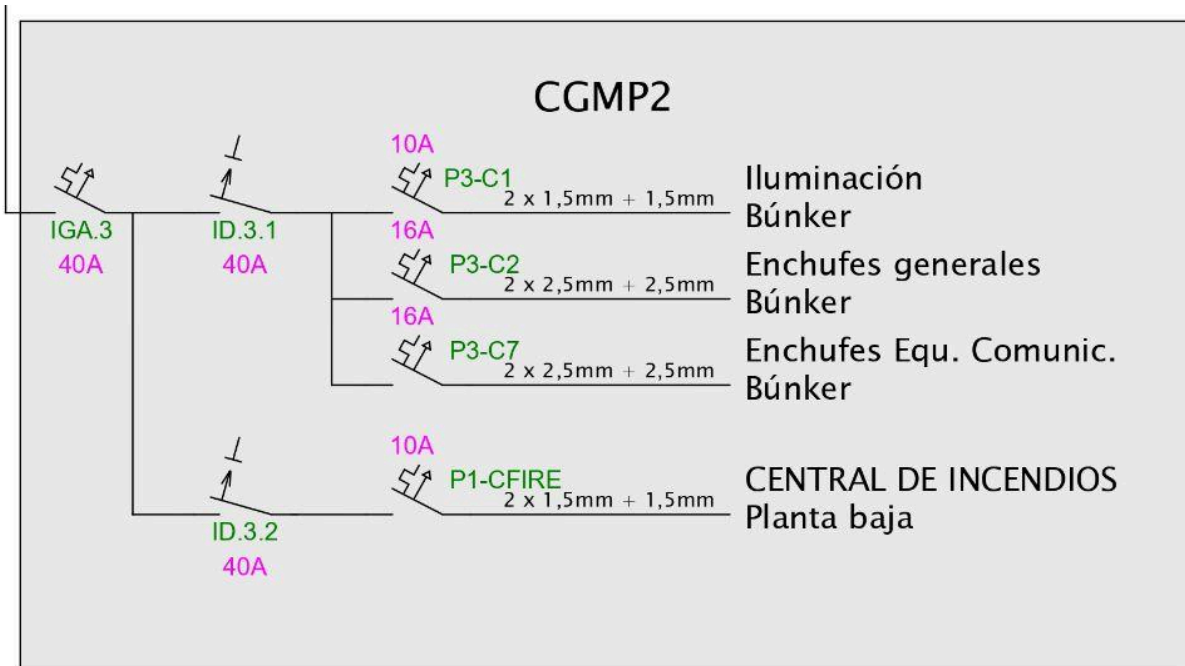 CGMP2
10A
P3-C1
2 x 1,5mm + 1,5mm
Iluminación
Búnker
IGA.3
40A
ID.3.1
40A
16A
P3-C2
2 x 2,5mm + 2,5mm
Enchufes generales
Búnker
16A
P3-C7
2 x 2,5mm + 2,5mm
Enchufes Equ. Comunic.
Búnker
10A
P1-CFIRE
2 x 1,5mm + 1,5mm
CENTRAL DE INCENDIOS
Planta baja
ID.3.2
40A